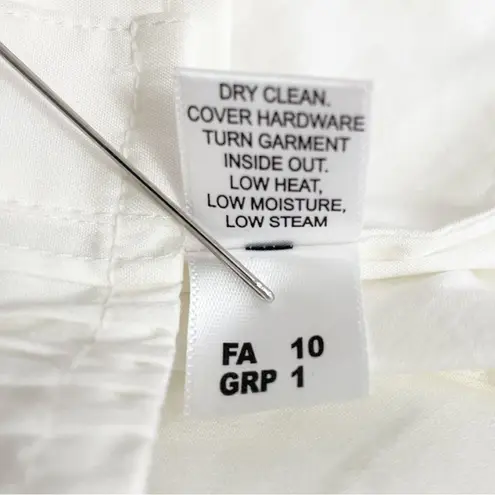 DRY CLEAN.
COVER HARDWARE
TURN GARMENT
INSIDE OUT.
LOW HEAT,
LOW MOISTURE,
LOW STEAM
FA 10
GRP 1